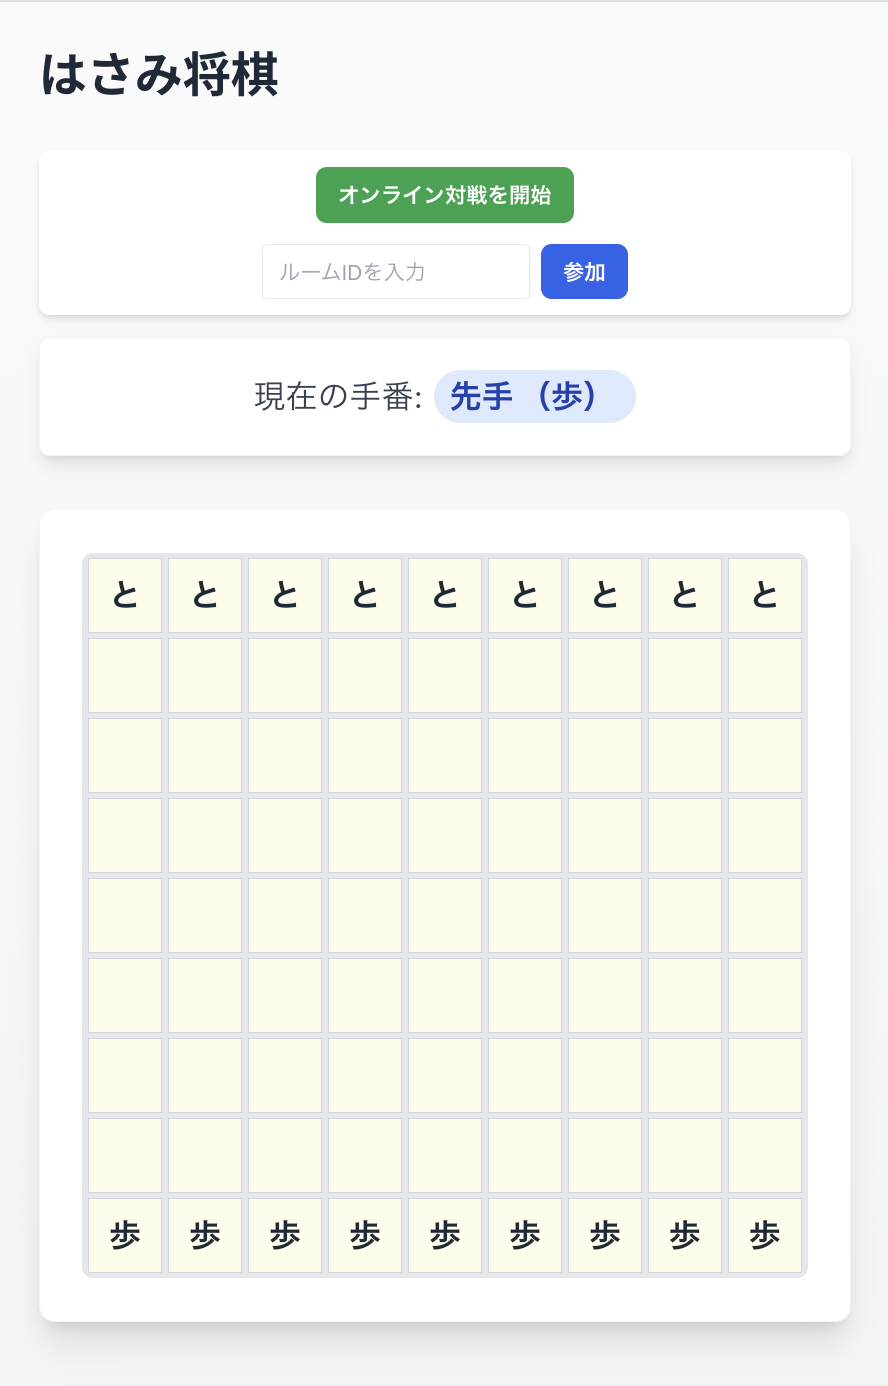 はさみ将棋
オンライン対戦を開始
ルームIDを入力 参加
現在の手番: 先手 （歩）
と と と と と と と と と
歩 歩 歩 歩 歩 歩 歩 歩 歩